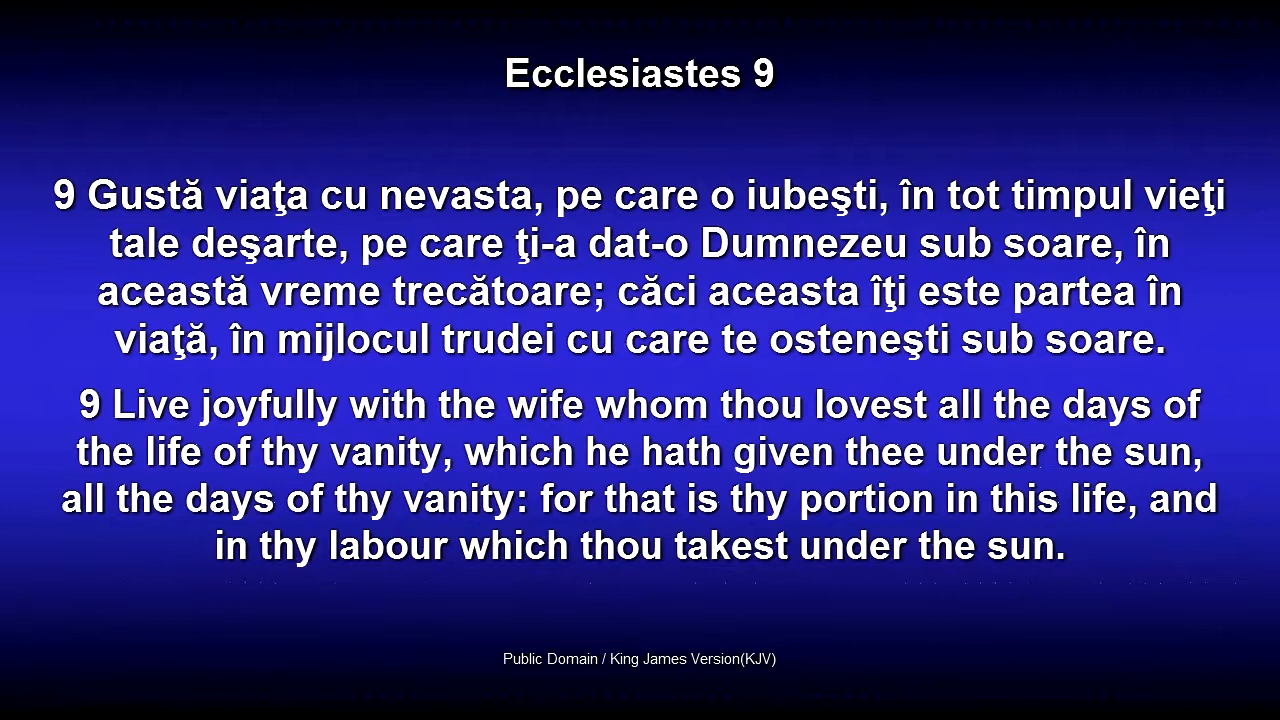 Ecclesiastes 9
9 Gustă viaţa cu nevasta, pe care o iubeşti, în tot timpul vieţi
tale deşarte, pe care ţi-a dat-o Dumnezeu sub soare, în
această vreme trecătoare; căci aceasta îţi este partea în
viaţă, în mijlocul trudei cu care te osteneşti sub soare.
9 Live joyfully with the wife whom thou lovest all the days of
the life of thy vanity, which he hath given thee under the sun,
all the days of thy vanity: for that is thy portion in this life, and
in thy labour which thou takest under the sun.
Public Domain / King James Version(KJV)